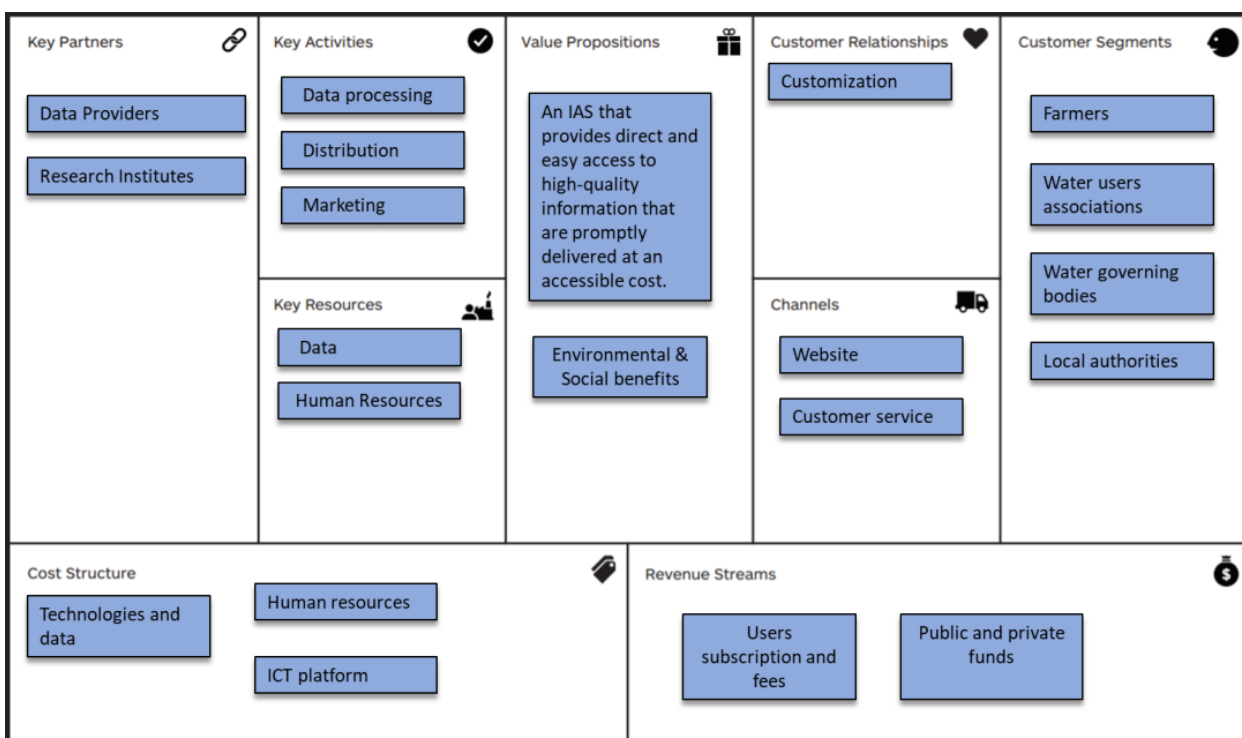 Key Partners
Data Providers
Research Institutes
Key Activities
Data processing
Distribution
Marketing
Key Resources
Data
Human Resources
Value Propositions
An IAS that
provides direct and
easy access to
high-quality
information that
are promptly
delivered at an
accessible cost.
Environmental &
Social benefits
Customer Relationships
Customization
Channels
Website
Customer service
Customer Segments
Farmers
Water users
associations
Water governing
bodies
Local authorities
Cost Structure
Technologies and
data
Human resources
ICT platform
Revenue Streams
Users
subscription and
fees
Public and private
funds
$